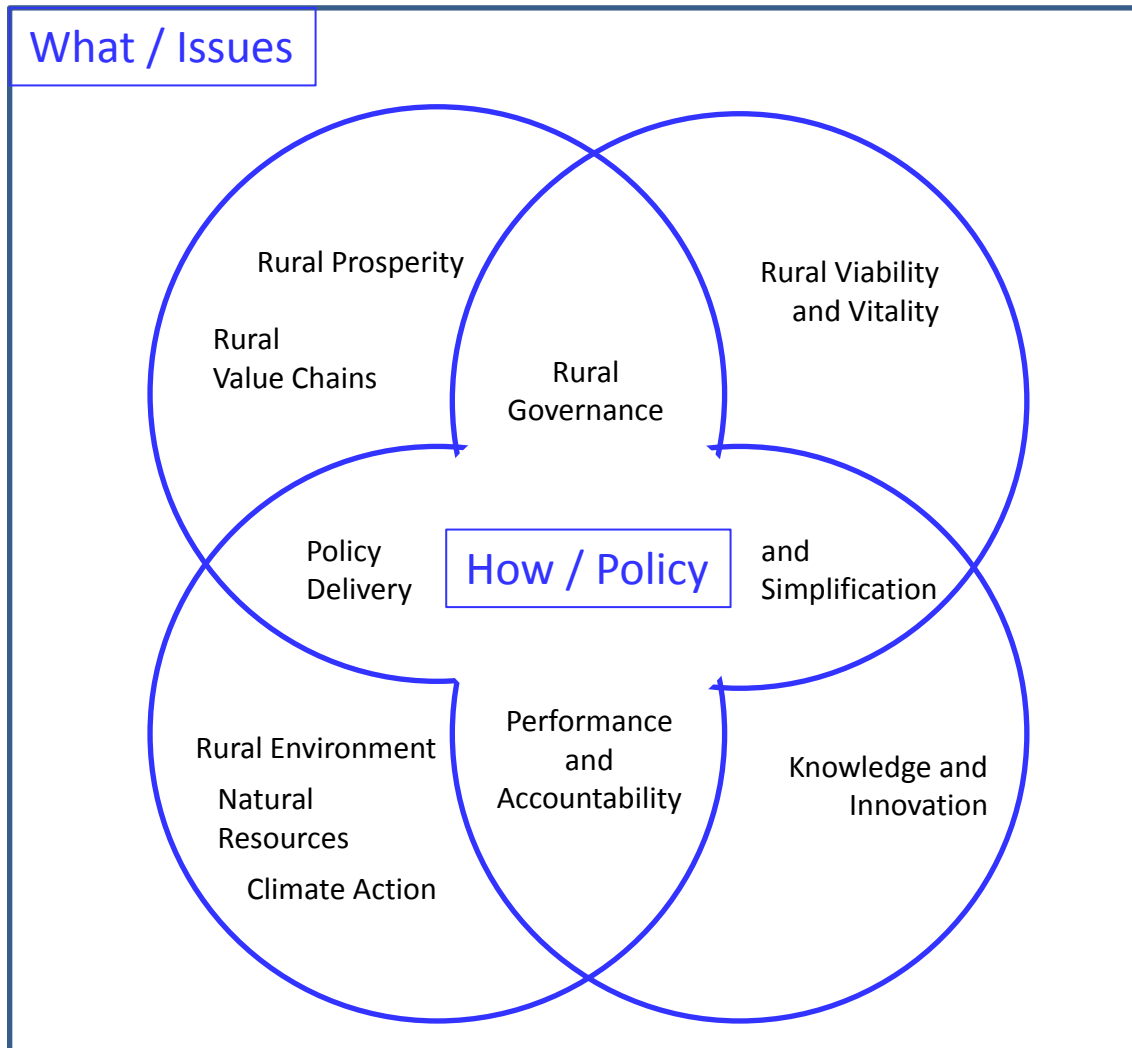 What / Issues
Rural Prosperity
Rural
Value Chains
Rural Viability
and Vitality
Rural
Governance
Policy
Delivery
How / Policy
and
Simplification
Rural Environment
Natural
Resources
Climate Action
Performance
and
Accountability
Knowledge and
Innovation